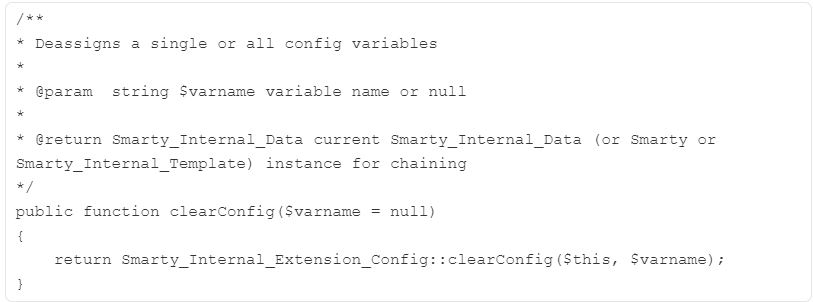 /**
* Deassigns a single or all config variables
*
* @param  string $varname variable name or null
*
* @return Smarty_Internal_Data current Smarty_Internal_Data (or Smarty or
Smarty_Internal_Template) instance for chaining
*/
public function clearConfig($varname = null)
{
    return Smarty_Internal_Extension_Config::clearConfig($this, $varname);
}